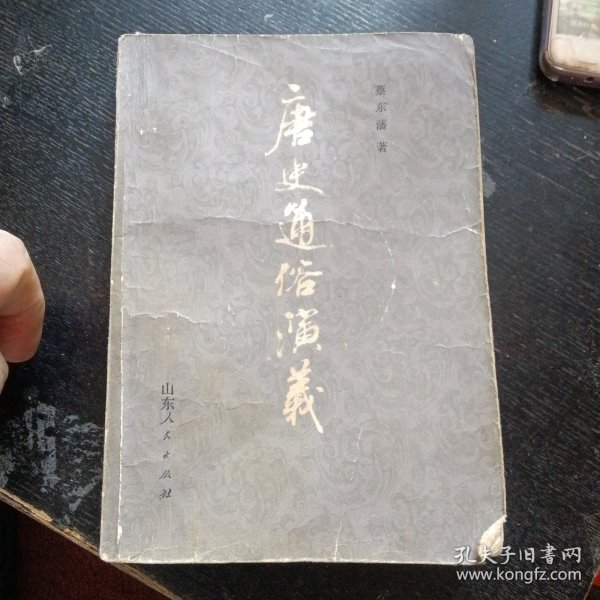 蔡东藩 著
唐史通俗演義
山东人民出版社
孔夫子旧书网
www.kongfz.com